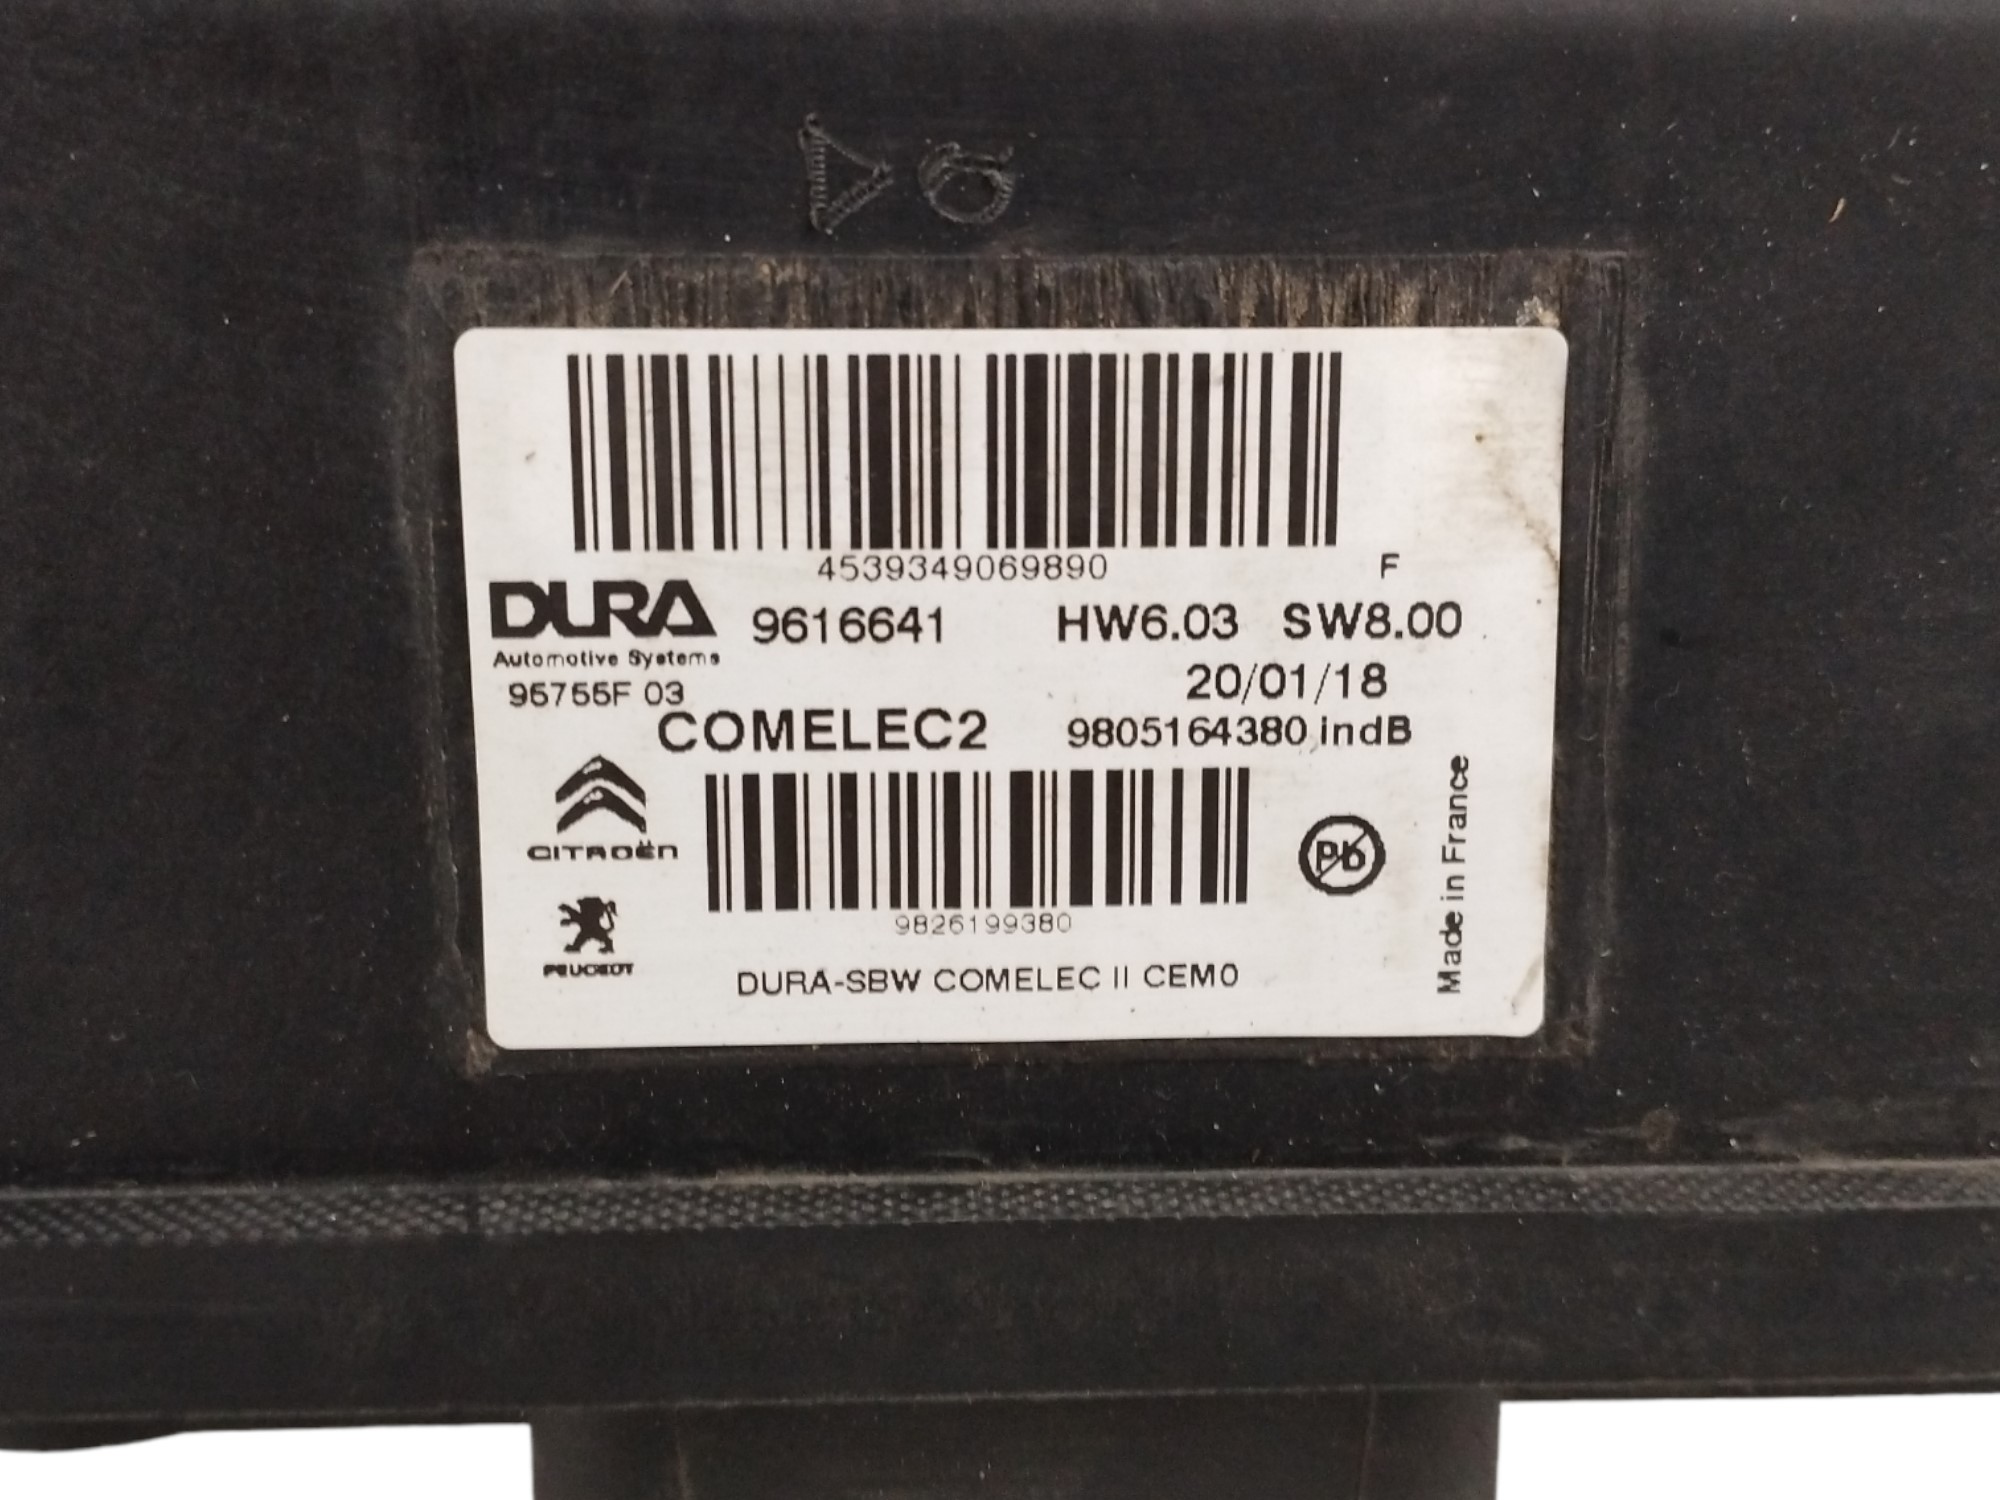 4539349069890 F
DURA 9616641 HW6.03 SW8.00
Automotive Systems
20/01/18
95755F 03
COMELEC2 9805164380 indB
CITROËN
Pb
Made in France
9826199380
PEUGEOT
DURA-SBW COMELEC II CEM0